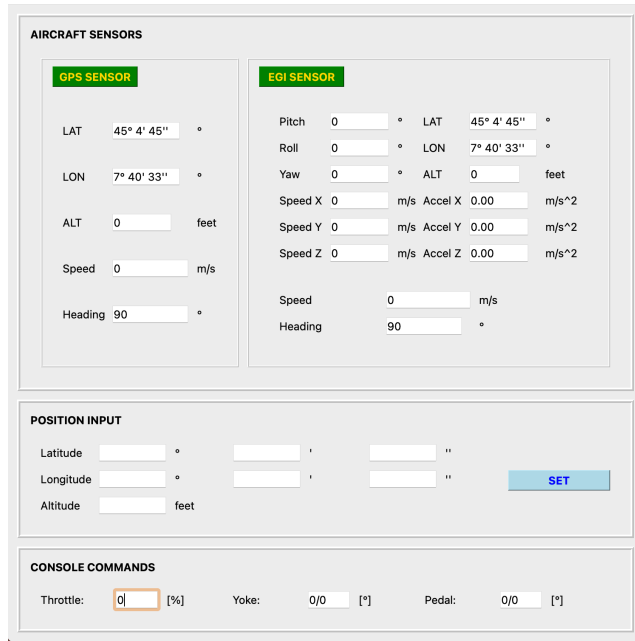 AIRCRAFT SENSORS
GPS SENSOR
LAT 45° 4' 45'' °
LON 7° 40' 33'' °
ALT 0 feet
Speed 0 m/s
Heading 90 °
EGI SENSOR
Pitch 0 ° LAT 45° 4' 45'' °
Roll 0 ° LON 7° 40' 33'' °
Yaw 0 ° ALT 0 feet
Speed X 0 m/s Accel X 0.00 m/s^2
Speed Y 0 m/s Accel Y 0.00 m/s^2
Speed Z 0 m/s Accel Z 0.00 m/s^2
Speed 0 m/s
Heading 90 °
POSITION INPUT
Latitude ° ' ''
Longitude ° ' ''
SET
Altitude feet
CONSOLE COMMANDS
Throttle: 0 [%] Yoke: 0/0 [°] Pedal: 0/0 [°]